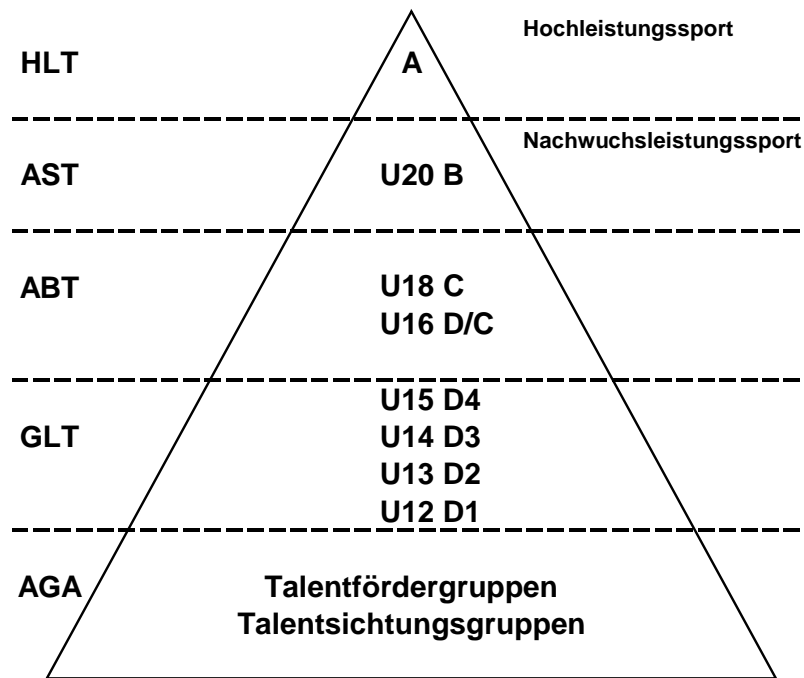 Hochleistungssport
HLT
A
Nachwuchsleistungssport
AST
U20 B
ABT
U18 C
U16 D/C
GLT
U15 D4
U14 D3
U13 D2
U12 D1
AGA
Talentfördergruppen
Talentsichtungsgruppen